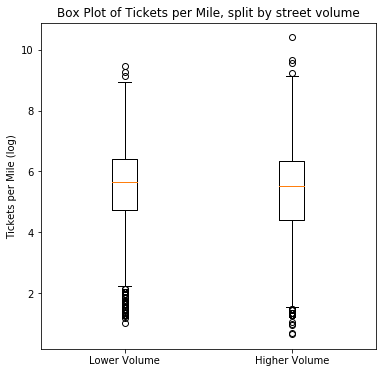 Box Plot of Tickets per Mile, split by street volume
Tickets per Mile (log)
10
8
6
4
2
Lower Volume
Higher Volume